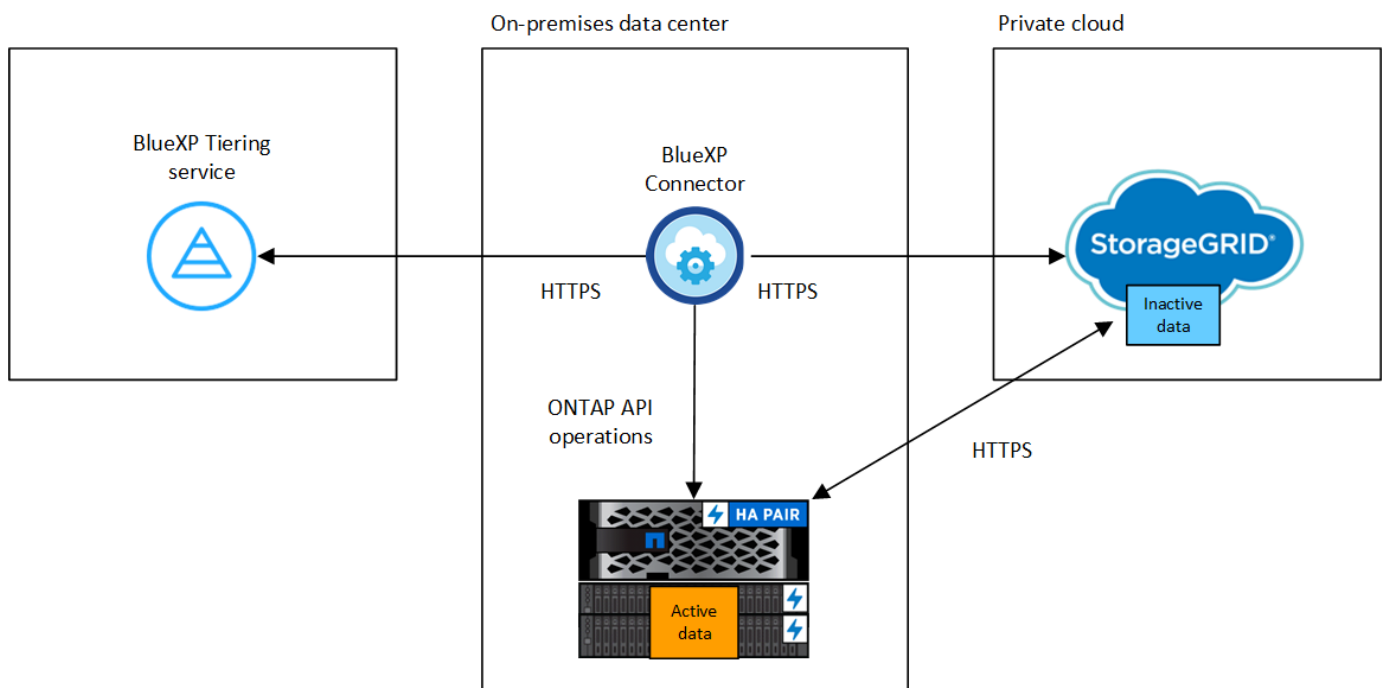 On-premises data center
Private cloud
BlueXP Tiering
service
BlueXP
Connector
StorageGRID®
Inactive
data
HTTPS
HTTPS
ONTAP API
operations
HTTPS
HA PAIR
Active
data